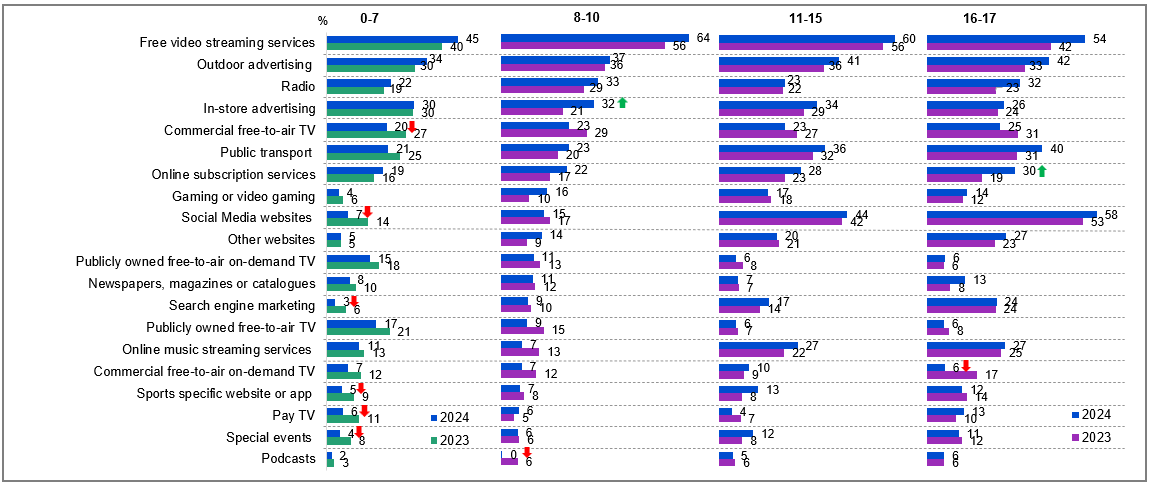 % 0-7 8-10 11-15 16-17
Free video streaming services 45 40 64 56 60 56 54 42
Outdoor advertising 34 30 37 36 41 36 42 33
Radio 22 19 33 29 23 22 32 23
In-store advertising 30 30 32 21 34 29 26 24
Commercial free-to-air TV 20 27 23 29 23 27 25 31
Public transport 21 25 23 20 36 32 40 31
Online subscription services 19 16 22 17 28 23 30 19
Gaming or video gaming 4 6 16 10 17 18 14 12
Social Media websites 7 14 15 17 44 42 58 53
Other websites 5 5 14 9 20 21 27 23
Publicly owned free-to-air on-demand TV 15 18 11 13 6 8 6 6
Newspapers, magazines or catalogues 8 10 11 12 7 7 13 8
Search engine marketing 3 6 9 10 17 14 24 24
Publicly owned free-to-air TV 17 21 9 15 6 7 6 8
Online music streaming services 11 13 7 13 27 22 27 25
Commercial free-to-air on-demand TV 7 12 7 12 10 9 6 17
Sports specific website or app 5 9 7 8 13 8 12 14
Pay TV 6 11 6 5 4 7 13 10
2024 2024
Special events 4 8 6 6 12 8 11 12
2023 2023
Podcasts 2 3 0 6 5 6 6 6